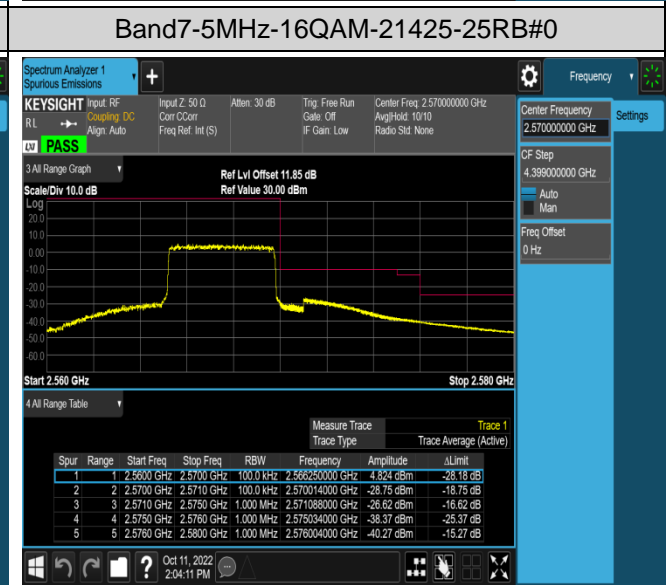 Band7-5MHz-16QAM-21425-25RB#0
Spectrum Analyzer 1
Spurious Emissions
+
Frequency
KEYSIGHT
RL
Input: RF
Coupling: DC
Align: Auto
Input Z: 50 Ω
Corr CCorr
Freq Ref: Int (S)
Atten: 30 dB
Trig: Free Run
Gate: Off
IF Gain: Low
Center Freq: 2.570000000 GHz
Avg|Hold: 10/10
Radio Std: None
LXI PASS
Center Frequency
2.570000000 GHz
Settings
CF Step
4.399000000 GHz
Auto
Man
Freq Offset
0 Hz
3 All Range Graph
Ref Lvl Offset 11.85 dB
Scale/Div 10.0 dB
Ref Value 30.00 dBm
Log
20.0
10.0
0.00
-10.0
-20.0
-30.0
-40.0
-50.0
-60.0
Start 2.560 GHz
Stop 2.580 GHz
4 All Range Table
Measure Trace Trace 1
Trace Type Trace Average (Active)
Spur Range Start Freq Stop Freq RBW Frequency Amplitude ΔLimit
1 1 2.5600 GHz 2.5700 GHz 100.0 kHz 2.566250000 GHz 4.824 dBm -28.18 dB
2 2 2.5700 GHz 2.5710 GHz 100.0 kHz 2.570014000 GHz -28.75 dBm -18.75 dB
3 3 2.5710 GHz 2.5750 GHz 1.000 MHz 2.571088000 GHz -26.62 dBm -16.62 dB
4 4 2.5750 GHz 2.5760 GHz 1.000 MHz 2.575034000 GHz -38.37 dBm -25.37 dB
5 5 2.5760 GHz 2.5800 GHz 1.000 MHz 2.576004000 GHz -40.27 dBm -15.27 dB
?
Oct 11, 2022
2:04:11 PM